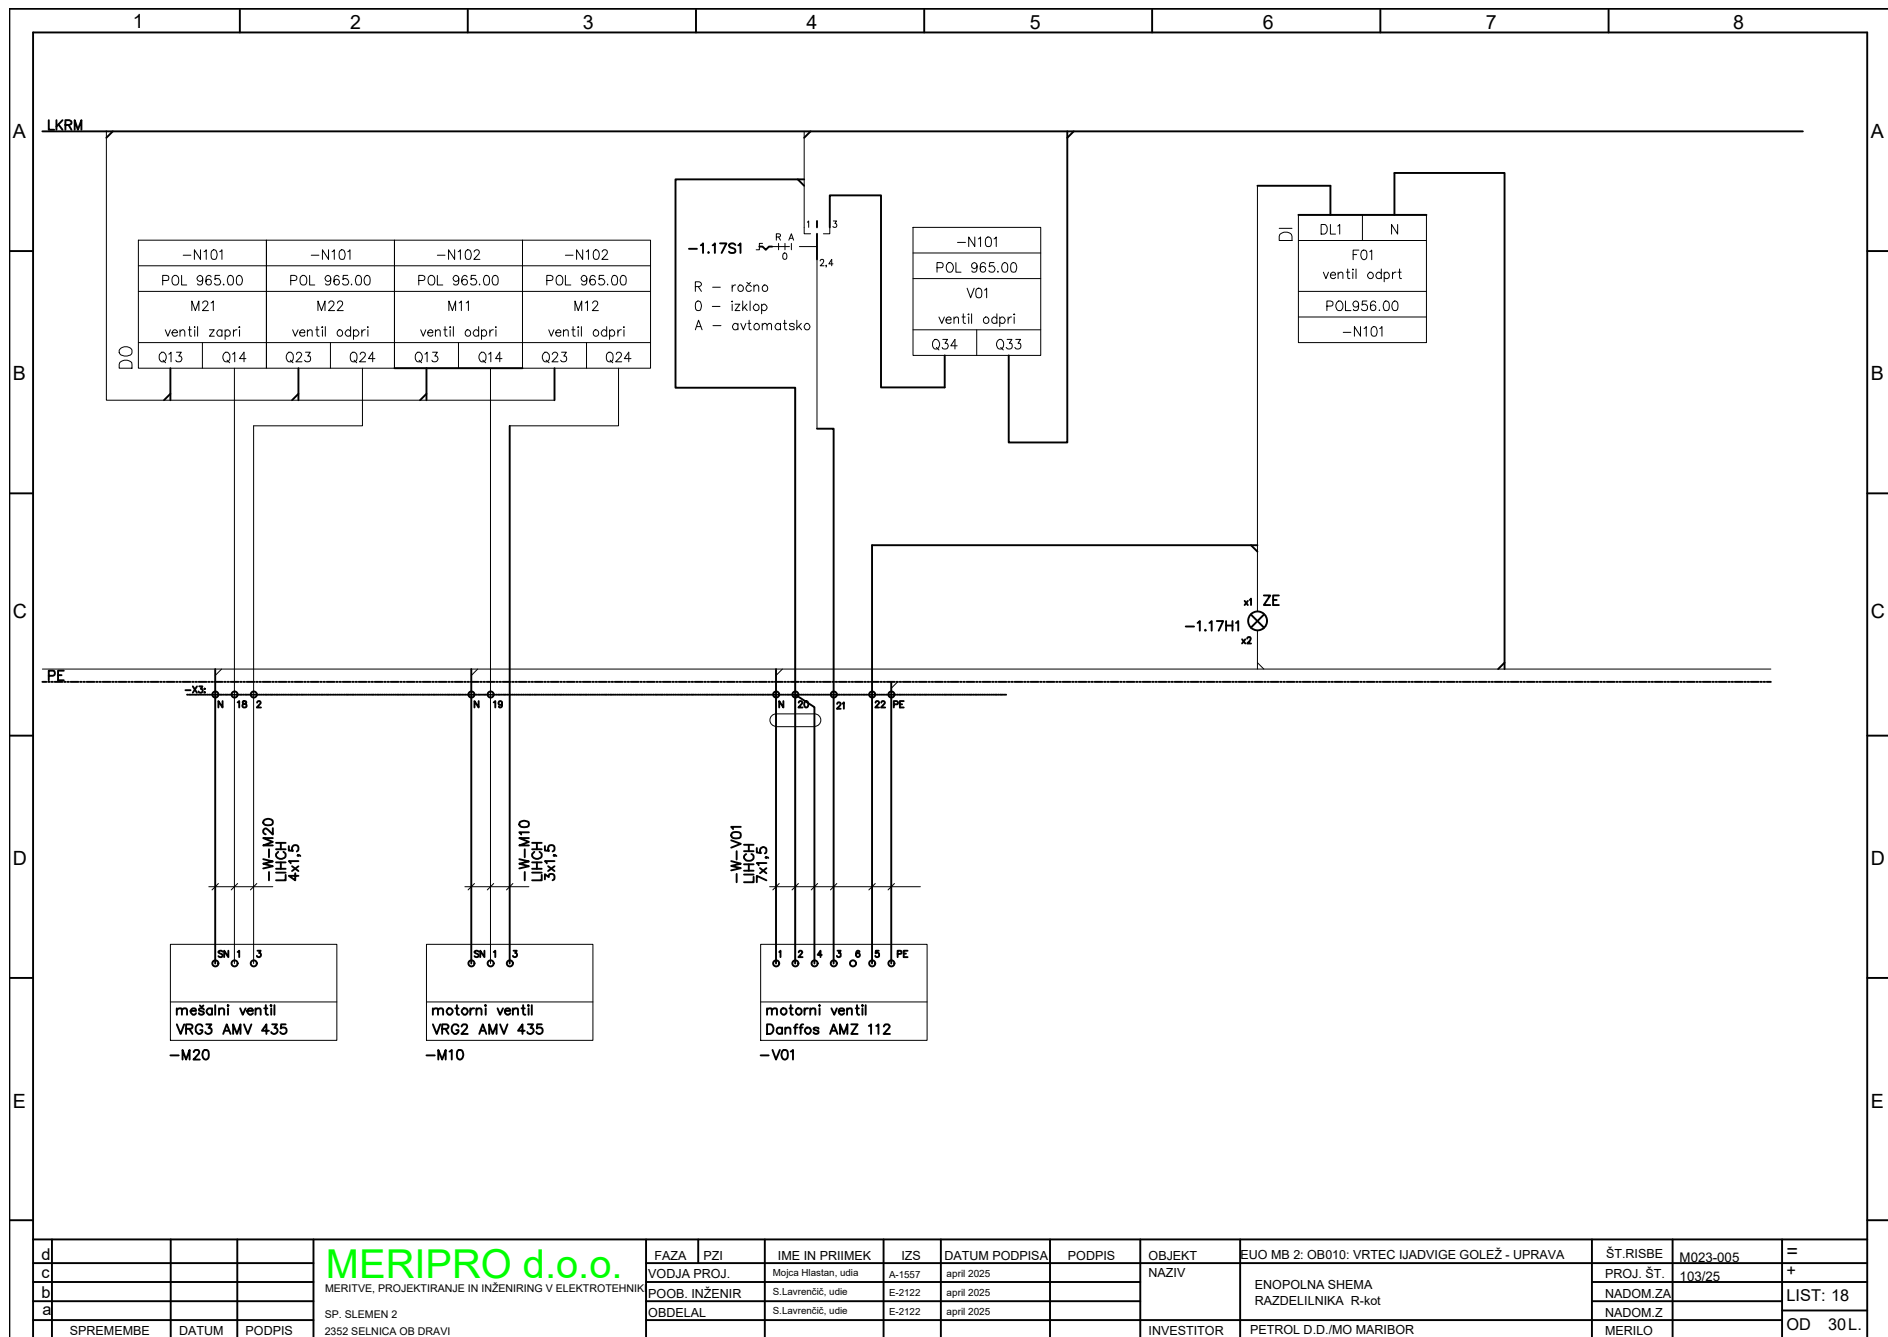 1 2 3 4 5 6 7 8
A A
B B
C C
D D
E E
LKRM
DO
-N101 -N101 -N102 -N102
POL 965.00 POL 965.00 POL 965.00 POL 965.00
M21 M22 M11 M12
ventil zapri ventil odpri ventil odpri ventil odpri
Q13 Q14 Q23 Q24 Q13 Q14 Q23 Q24
-1.17S1
R A
0
1 3
2,4
R - ročno
0 - izklop
A - avtomatsko
-N101
POL 965.00
V01
ventil odpri
Q34 Q33
DI
DL1 N
F01
ventil odprt
POL956.00
-N101
x1 ZE
-1.17H1
x2
PE
-X3:
N 18 2
N 19
N 20 21 22 PE
-W-M20
LIHCH
4x1,5
-W-M10
LIHCH
3x1,5
-W-V01
LIHCH
7x1,5
SN 1 3
mešalni ventil
VRG3 AMV 435
-M20
SN 1 3
motorni ventil
VRG2 AMV 435
-M10
1 2 4 3 6 5 PE
motorni ventil
Danffos AMZ 112
-V01
d
c
b
a
SPREMEMBE DATUM PODPIS
MERIPRO d.o.o.
MERITVE, PROJEKTIRANJE IN INŽENIRING V ELEKTROTEHNIK
SP. SLEMEN 2
2352 SELNICA OB DRAVI
FAZA PZI IME IN PRIIMEK IZS DATUM PODPISA PODPIS
VODJA PROJ. Mojca Hlastan, udia A-1557 april 2025
POOB. INŽENIR S.Lavrenčič, udie E-2122 april 2025
OBDELAL S.Lavrenčič, udie E-2122 april 2025
OBJEKT EUO MB 2: OB010: VRTEC IJADVIGE GOLEŽ - UPRAVA
NAZIV
ENOPOLNA SHEMA
RAZDELILNIKA R-kot
INVESTITOR PETROL D.D./MO MARIBOR
ŠT.RISBE M023-005
PROJ. ŠT. 103/25
NADOM.ZA
NADOM.Z
MERILO
=
+
LIST: 18
OD 30L.